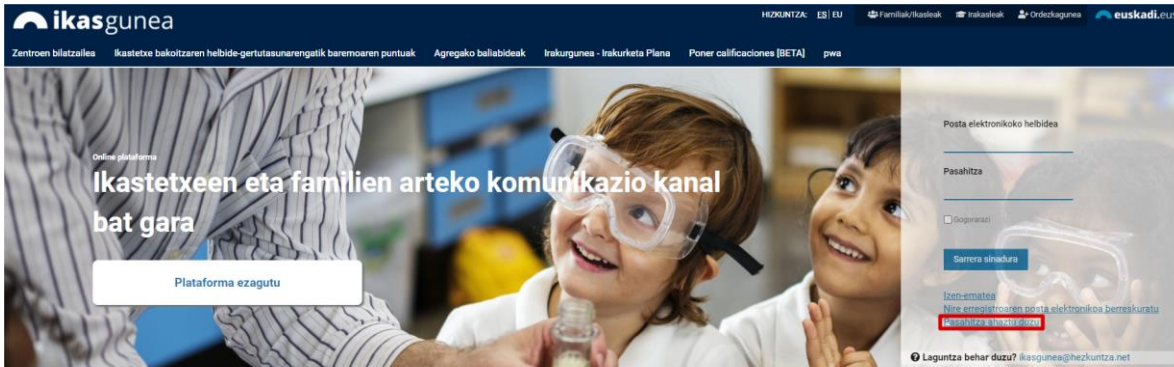 ikasgunea
HIZKUNTZA: ES EU Familiak/Ikasleak Irakasleak Ordezkagunea euskadi.eus
Zentroen bilatzailea Ikastetxe bakoitzaren helbide-gertutasunarengatik baremoaren puntuak Agregako baliabideak Irakurgunea - Irakurketa Plana Poner calificaciones [BETA] pwa
Online plataforma
Ikastetxeen eta familien arteko komunikazio kanal
bat gara
Plataforma ezagutu
Posta elektronikoko helbidea
Pasahitza
Gogorarazi
Sarrera sinadura
Izen-ematea
Nire erregistroaren posta elektronikoa berreskuratu
Pasahitza ahaztu duzu
Laguntza behar duzu? ikasgunea@hezkuntza.net